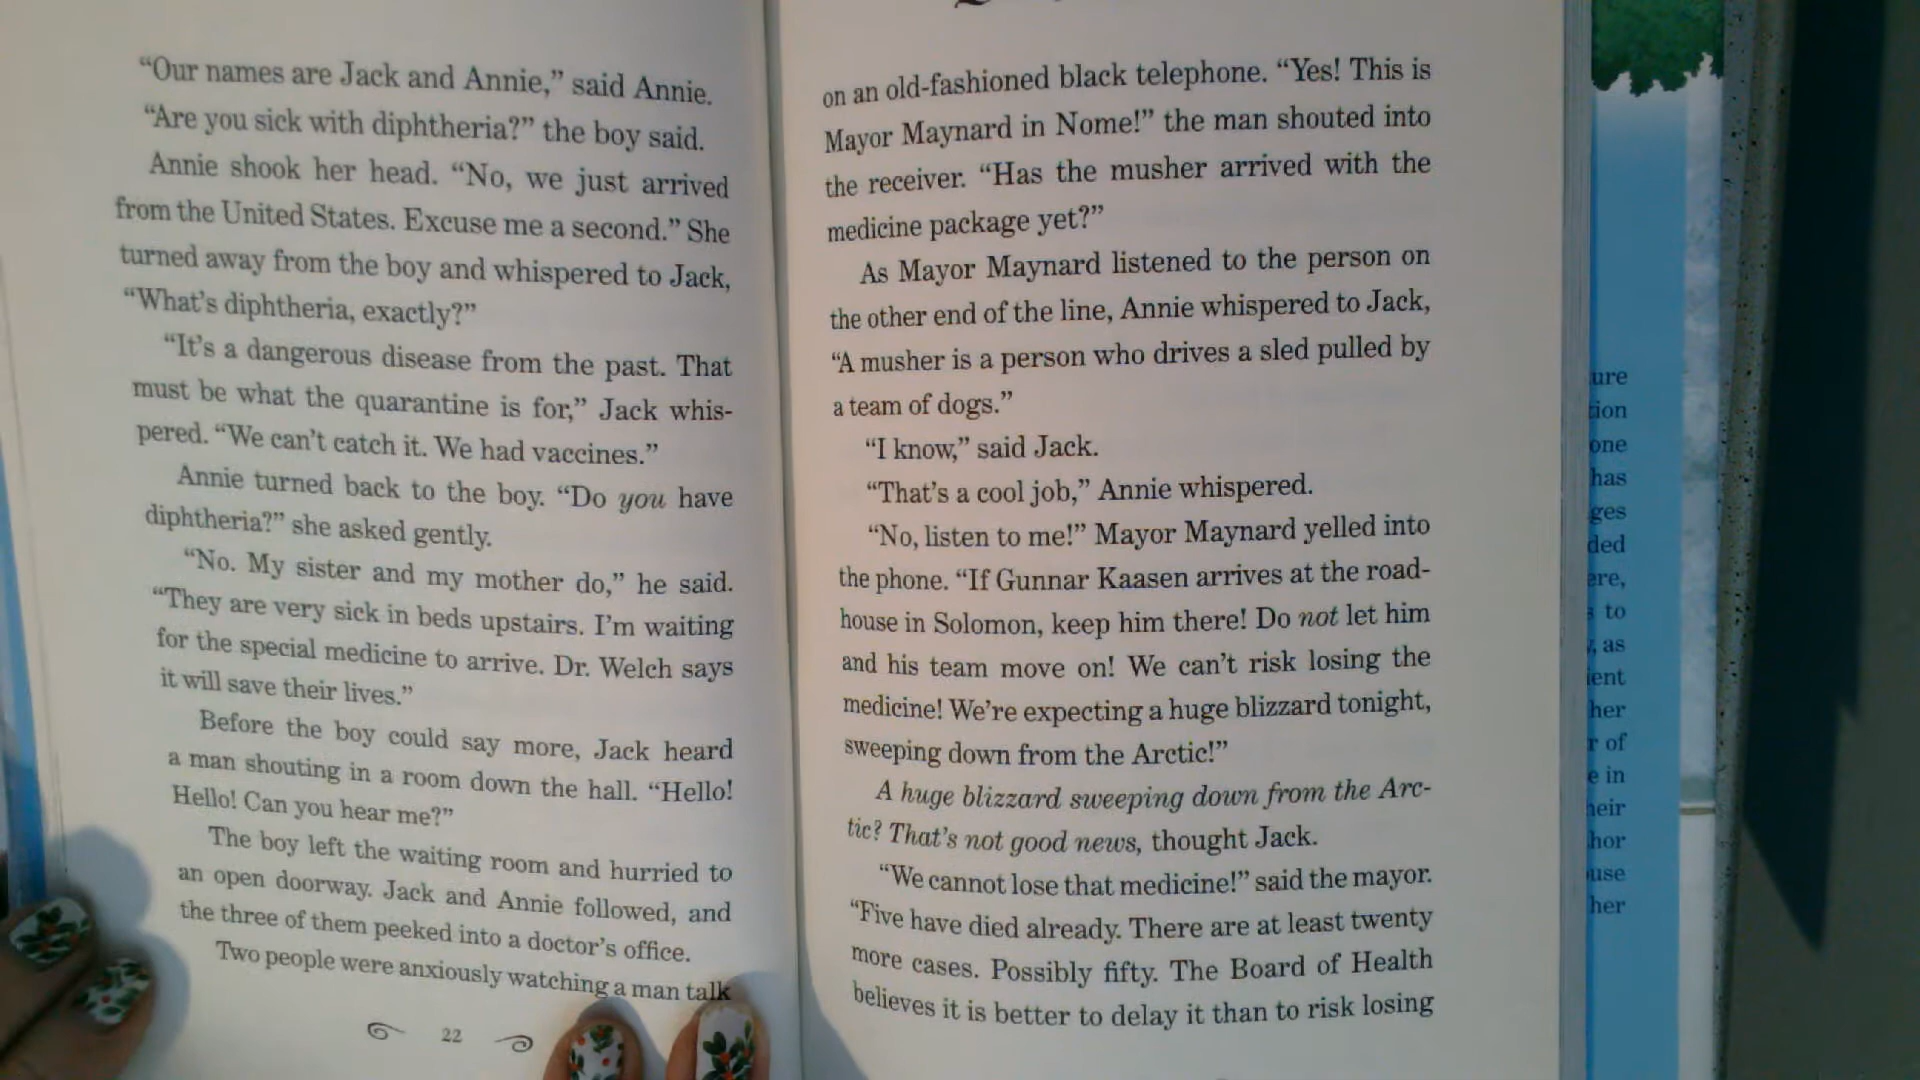 “Our names are Jack and Annie,” said Annie.
“Are you sick with diphtheria?” the boy said.
Annie shook her head. “No, we just arrived
from the United States. Excuse me a second.” She
turned away from the boy and whispered to Jack,
“What’s diphtheria, exactly?”
“It’s a dangerous disease from the past. That
must be what the quarantine is for,” Jack whis-
pered. “We can’t catch it. We had vaccines.”
Annie turned back to the boy. “Do you have
diphtheria?” she asked gently.
“No. My sister and my mother do,” he said.
“They are very sick in beds upstairs. I’m waiting
for the special medicine to arrive. Dr. Welch says
it will save their lives.”
Before the boy could say more, Jack heard
a man shouting in a room down the hall. “Hello!
Hello! Can you hear me?”
The boy left the waiting room and hurried to
an open doorway. Jack and Annie followed, and
the three of them peeked into a doctor’s office.
Two people were anxiously watching a man talk
22
on an old-fashioned black telephone. “Yes! This is
Mayor Maynard in Nome!” the man shouted into
the receiver. “Has the musher arrived with the
medicine package yet?”
As Mayor Maynard listened to the person on
the other end of the line, Annie whispered to Jack,
“A musher is a person who drives a sled pulled by
a team of dogs.”
“I know,” said Jack.
“That’s a cool job,” Annie whispered.
“No, listen to me!” Mayor Maynard yelled into
the phone. “If Gunnar Kaasen arrives at the road-
house in Solomon, keep him there! Do not let him
and his team move on! We can’t risk losing the
medicine! We’re expecting a huge blizzard tonight,
sweeping down from the Arctic!”
A huge blizzard sweeping down from the Arc-
tic? That’s not good news, thought Jack.
“We cannot lose that medicine!” said the mayor.
“Five have died already. There are at least twenty
more cases. Possibly fifty. The Board of Health
believes it is better to delay it than to risk losing
one
has
to
as
her
of
in
her